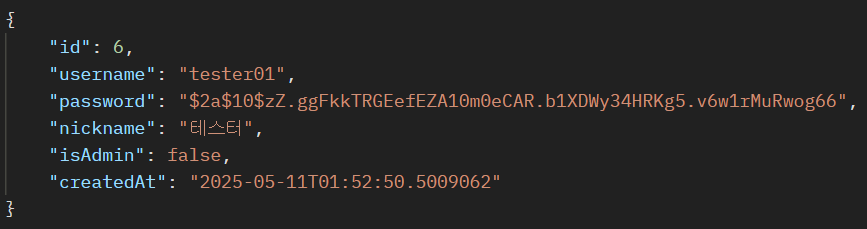 {
    "id": 6,
    "username": "tester01",
    "password": "$2a$10$zZ.ggFkkTRGEefEZA10m0eCAR.b1XDWy34HRKg5.v6w1rMuRwog66",
    "nickname": "테스터",
    "isAdmin": false,
    "createdAt": "2025-05-11T01:52:50.5009062"
}